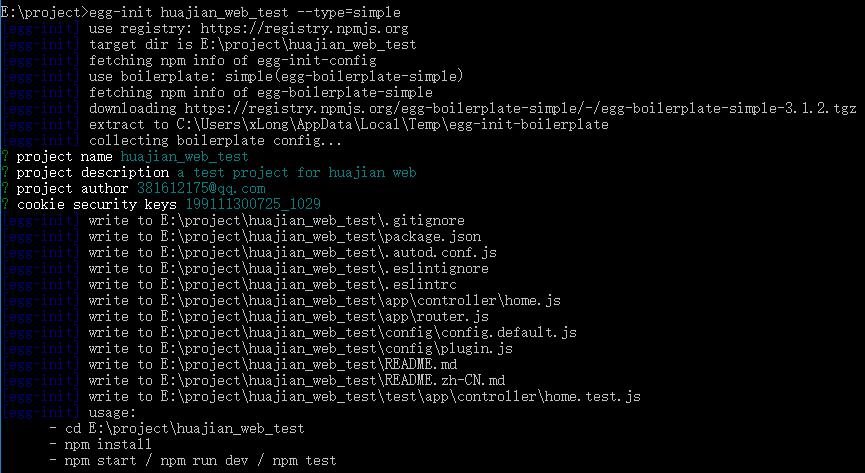 E:\project>egg-init huajian_web_test --type=simple
[egg-init] use registry: https://registry.npmjs.org
[egg-init] target dir is E:\project\huajian_web_test
[egg-init] fetching npm info of egg-init-config
[egg-init] use boilerplate: simple(egg-boilerplate-simple)
[egg-init] fetching npm info of egg-boilerplate-simple
[egg-init] downloading https://registry.npmjs.org/egg-boilerplate-simple/-/egg-boilerplate-simple-3.1.2.tgz
[egg-init] extract to C:\Users\xLong\AppData\Local\Temp\egg-init-boilerplate
[egg-init] collecting boilerplate config...
? project name huajian_web_test
? project description a test project for huajian web
? project author 381612175@qq.com
? cookie security keys 199111300725_1029
[egg-init] write to E:\project\huajian_web_test\.gitignore
[egg-init] write to E:\project\huajian_web_test\package.json
[egg-init] write to E:\project\huajian_web_test\.autod.conf.js
[egg-init] write to E:\project\huajian_web_test\.eslintignore
[egg-init] write to E:\project\huajian_web_test\.eslintrc
[egg-init] write to E:\project\huajian_web_test\app\controller\home.js
[egg-init] write to E:\project\huajian_web_test\app\router.js
[egg-init] write to E:\project\huajian_web_test\config\config.default.js
[egg-init] write to E:\project\huajian_web_test\config\plugin.js
[egg-init] write to E:\project\huajian_web_test\README.md
[egg-init] write to E:\project\huajian_web_test\README.zh-CN.md
[egg-init] write to E:\project\huajian_web_test\test\app\controller\home.test.js
[egg-init] usage:
- cd E:\project\huajian_web_test
- npm install
- npm start / npm run dev / npm test